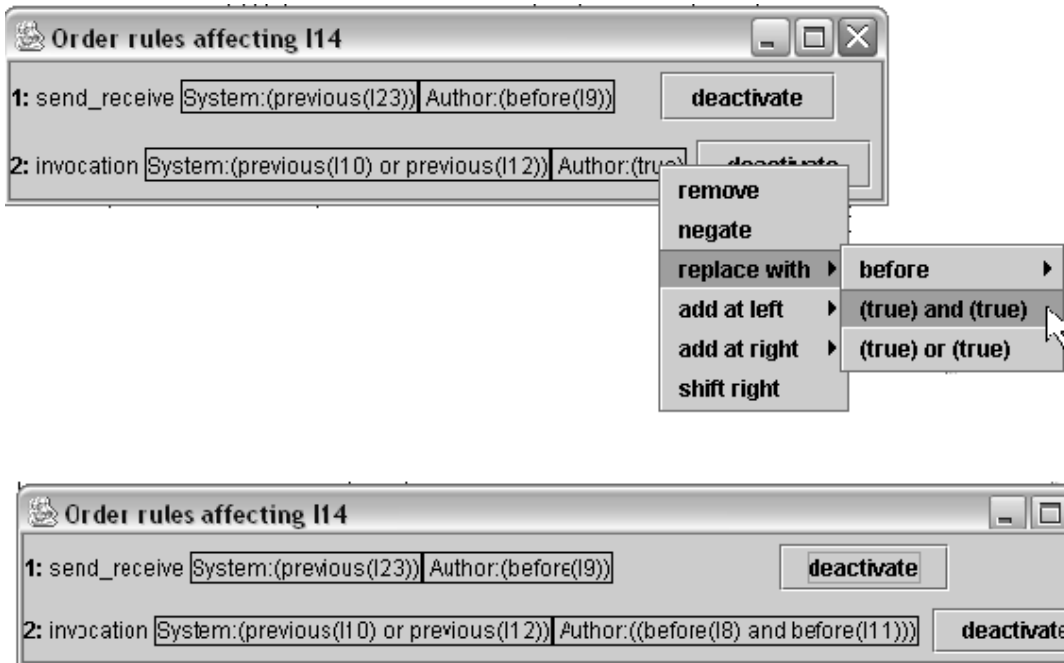 Order rules affecting I14
1: send_receive System:(previous(I23)) Author:(before(I9)) deactivate
2: invocation System:(previous(I10) or previous(I12)) Author:(true) deactivate
remove
negate
replace with before
add at left (true) and (true)
add at right (true) or (true)
shift right
Order rules affecting I14
1: send_receive System:(previous(I23)) Author:(before(I9)) deactivate
2: invocation System:(previous(I10) or previous(I12)) Author:((before(I8) and before(I11))) deactivate